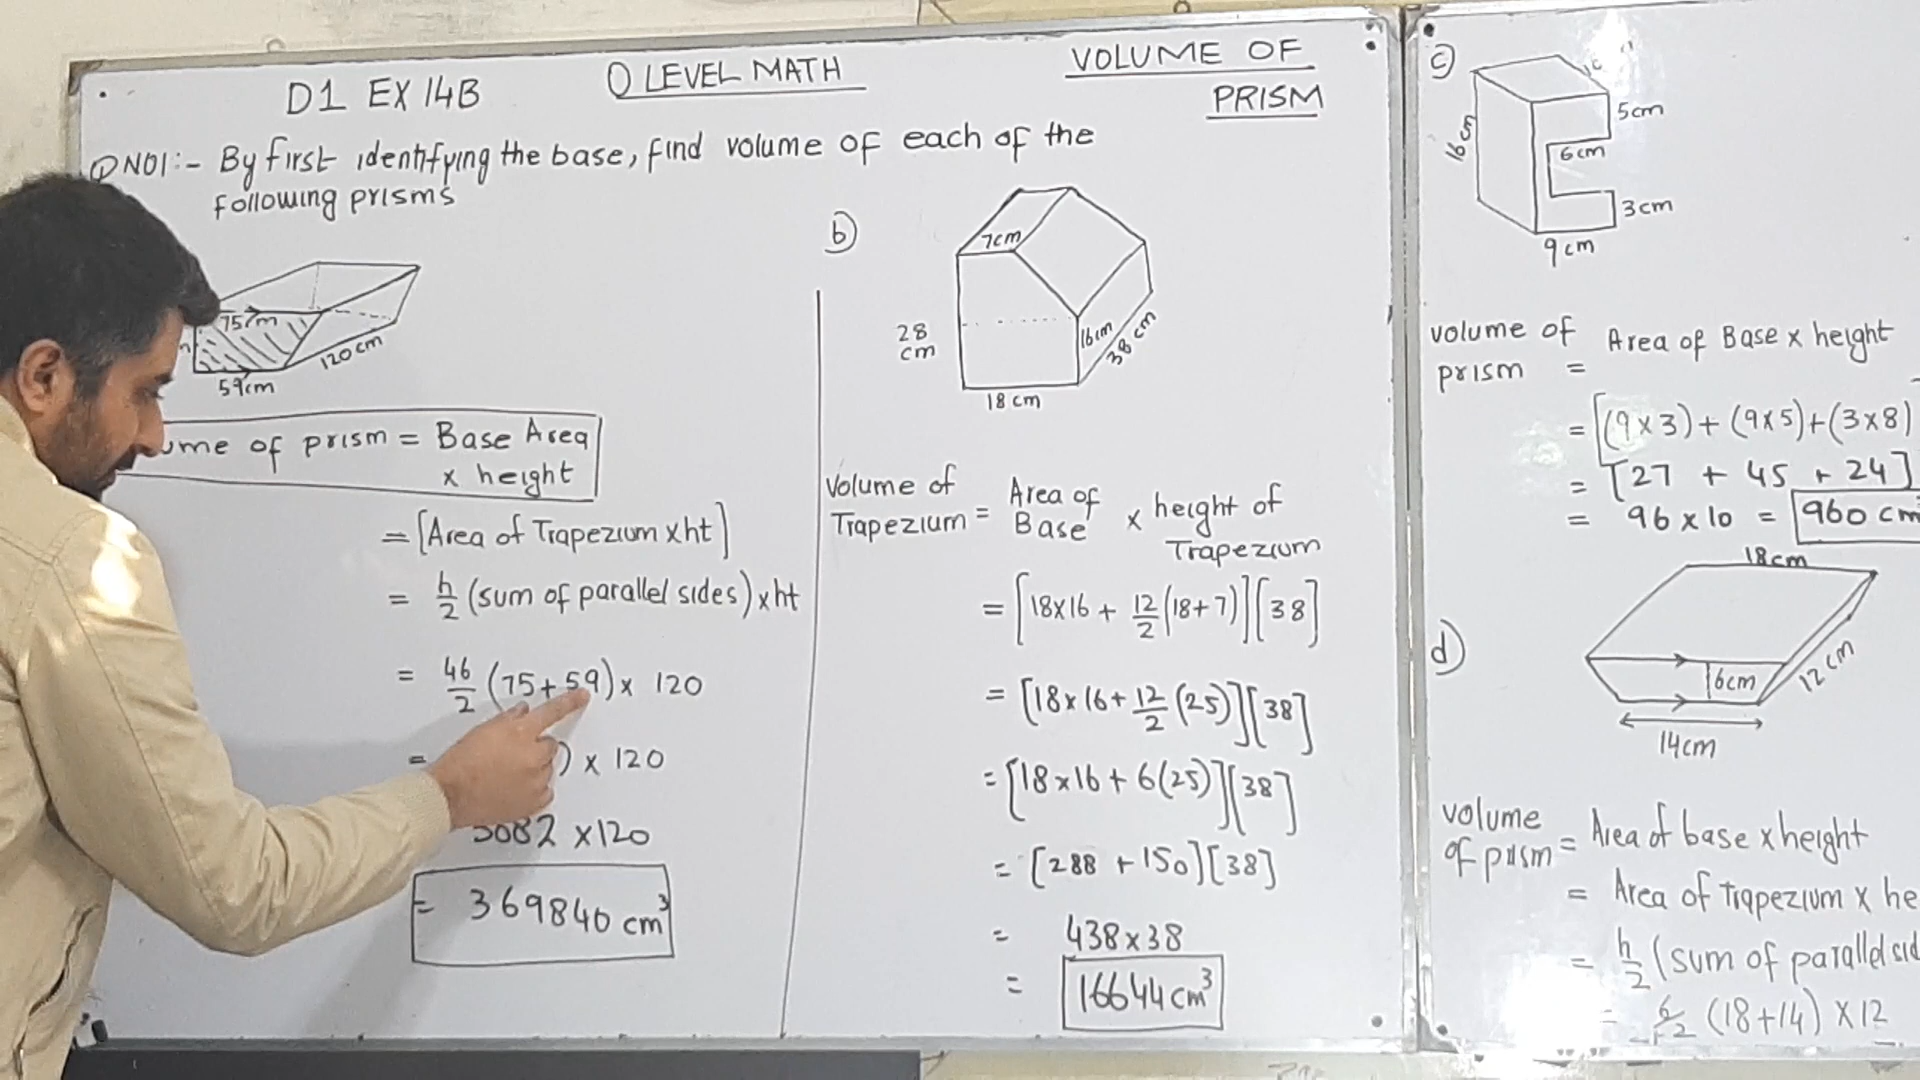 D1 EX 14B
O LEVEL MATH
VOLUME OF
PRISM
QNO1:- By first identifying the base, find volume of each of the
following prisms
75cm
120cm
59cm
ume of prism = Base Area
x height
= [Area of Trapezium x ht]
= h/2 (sum of parallel sides) x ht
= 46/2 (75+59) x 120
= ) x 120
3082 x 120
= 369840 cm³
b)
7cm
28
cm
16cm
38 cm
18 cm
Volume of
Trapezium = Area of Base x height of
Trapezium
= [18x16 + 12/2 (18+7)][38]
= [18x16 + 12/2 (25)][38]
= [18x16 + 6(25)][38]
= [288 + 150][38]
= 438 x 38
= 16644 cm³
c)
16cm
5cm
6cm
3cm
9cm
volume of
prism = Area of Base x height
= [(9x3) + (9x5) + (3x8)
= [27 + 45 + 24]
= 96 x 10 = 960 cm
d)
18cm
6cm
12cm
14cm
volume
of prism = Area of base x height
= Area of Trapezium x he
= h/2 (sum of parallel sid
= 6/2 (18+14) x 12